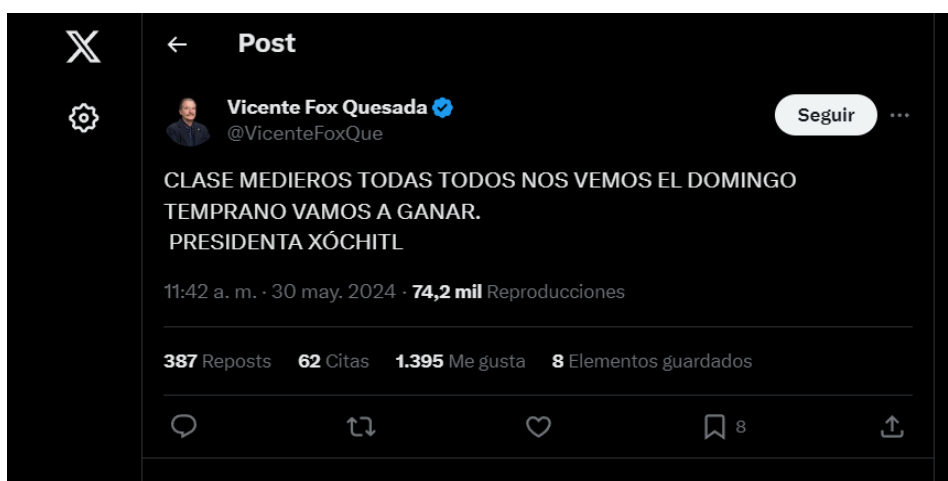 Post
Vicente Fox Quesada
@VicenteFoxQue
Seguir
CLASE MEDIEROS TODAS TODOS NOS VEMOS EL DOMINGO
TEMPRANO VAMOS A GANAR.
PRESIDENTA XÓCHITL
11:42 a. m. · 30 may. 2024 · 74,2 mil Reproducciones
387 Reposts 62 Citas 1.395 Me gusta 8 Elementos guardados
8